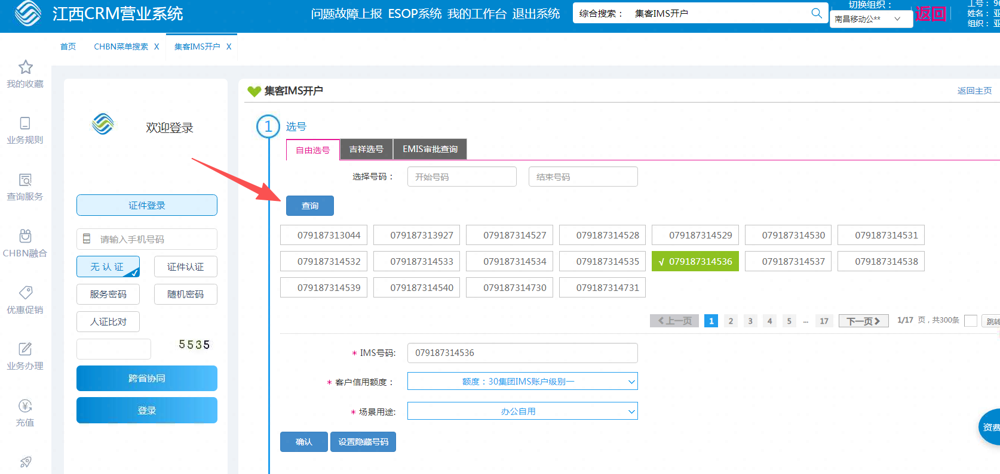 江西CRM营业系统
问题故障上报 ESOP系统 我的工作台 退出系统
综合搜索： 集客IMS开户
切换组织：
南昌移动公**
返回
工号：
姓名：亚
组织：亚
首页 CHBN菜单搜索 X 集客IMS开户 X
我的收藏
业务规则
查询服务
CHBN融合
优惠促销
业务办理
充值
欢迎登录
证件登录
请输入手机号码
无 认 证 证件认证
服务密码 随机密码
人证比对
5535
跨省协同
登录
集客IMS开户 返回主页
1 选号
自由选号 吉祥选号 EMIS审批查询
选择号码： 开始号码 结束号码
查询
079187313044 079187313927 079187314527 079187314528 079187314529 079187314530 079187314531
079187314532 079187314533 079187314534 079187314535 √ 079187314536 079187314537 079187314538
079187314539 079187314540 079187314730 079187314731
上一页 1 2 3 4 5 ... 17 下一页 1/17 页，共300条 跳转
* IMS号码: 079187314536
* 客户信用额度： 额度：30集团IMS账户级别一
* 场景用途: 办公自用
确认 设置隐藏号码
资费